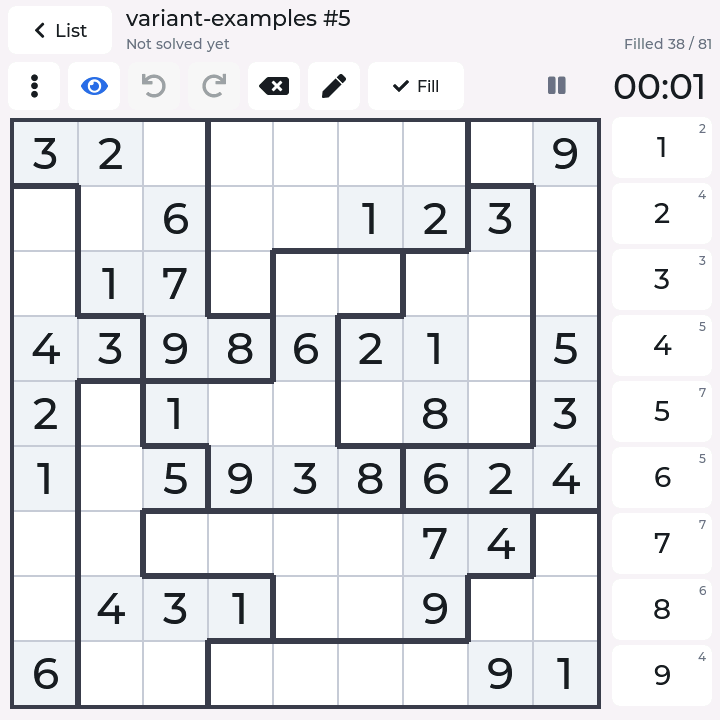 List
variant-examples #5
Not solved yet
Filled 38 / 81
Fill
00:01
3 2 9
6 1 2 3
1 7
4 3 9 8 6 2 1 5
2 1 8 3
1 5 9 3 8 6 2 4
7 4
4 3 1 9
6 9 1
1 2
2 4
3 3
4 5
5 7
6 5
7 7
8 6
9 4